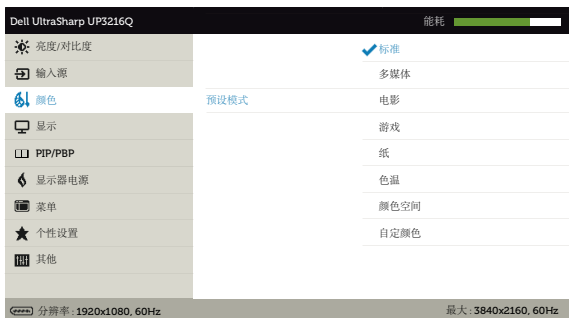 Dell UltraSharp UP3216Q 能耗
亮度/对比度 标准
输入源 多媒体
颜色 预设模式 电影
显示 游戏
PIP/PBP 纸
显示器电源 色温
菜单 颜色空间
个性设置 自定颜色
其他
分辨率 : 1920x1080, 60Hz 最大 : 3840x2160, 60Hz